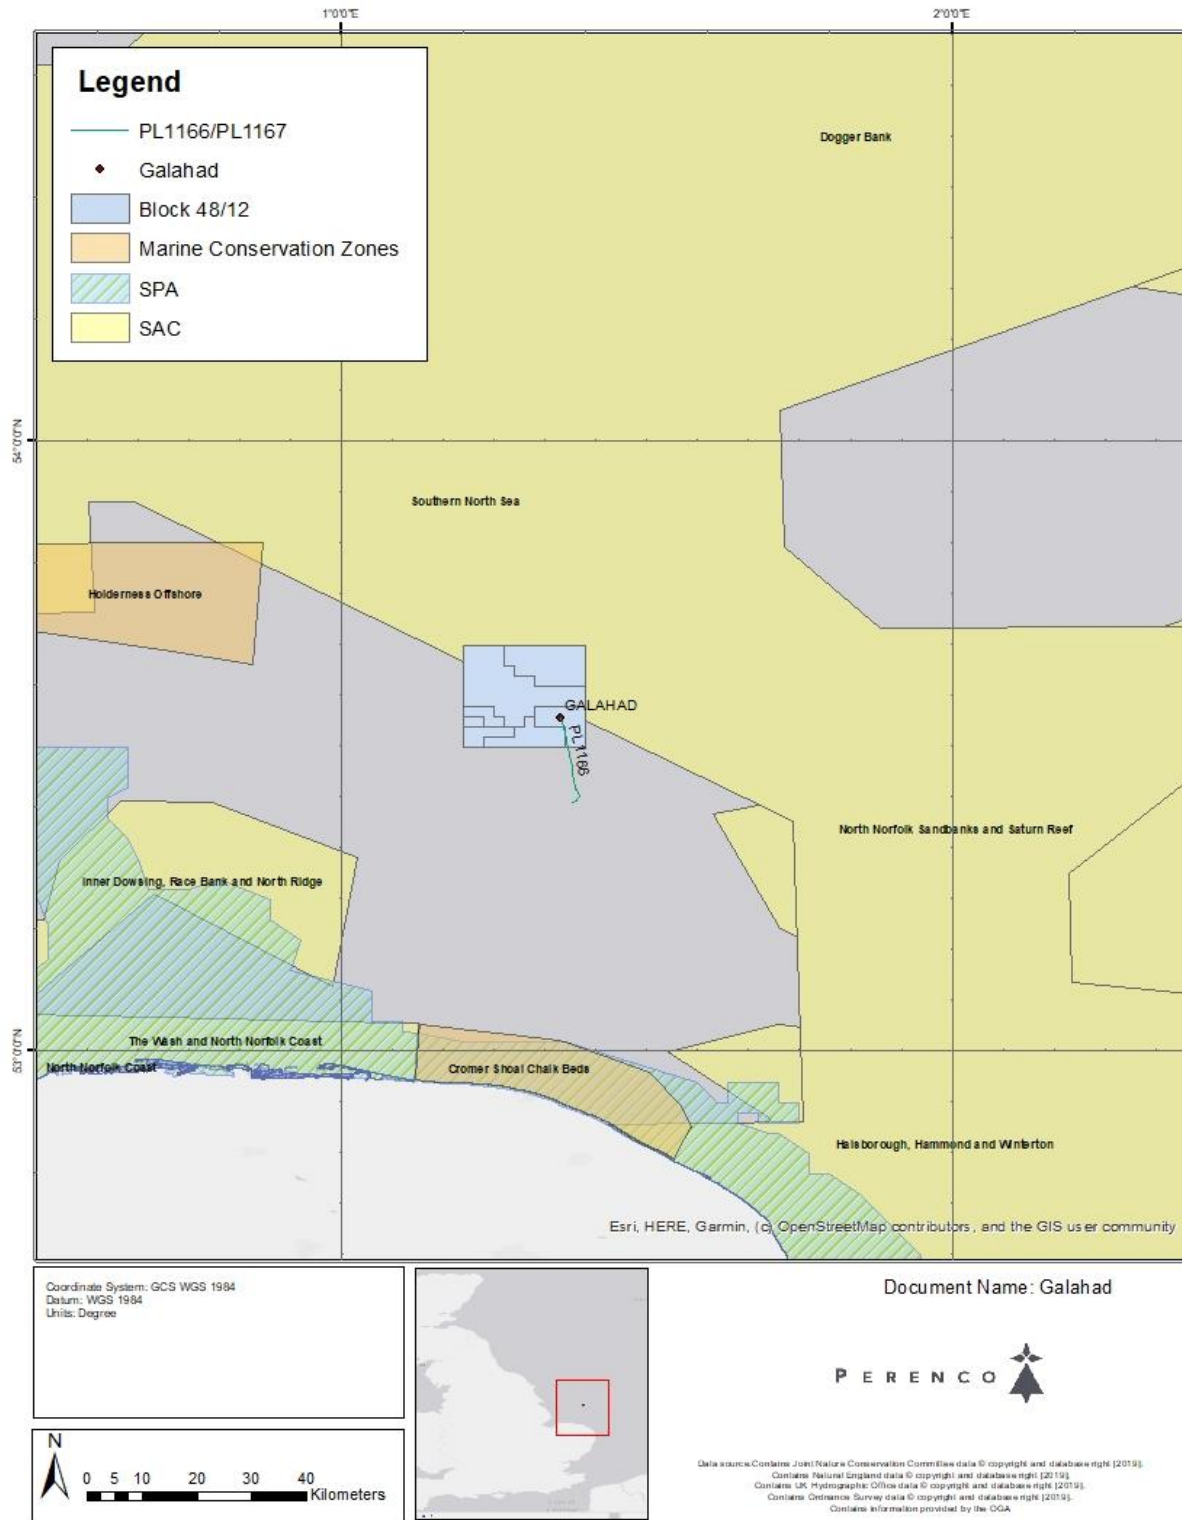 1°0'0"E
2°0'0"E
Legend
PL1166/PL1167
Galahad
Block 48/12
Marine Conservation Zones
SPA
SAC
Dogger Bank
54°0'0"N
Southern North Sea
Holderness Offshore
GALAHAD
PL1166
North Norfolk Sandbanks and Saturn Reef
Inner Dowsing, Race Bank and North Ridge
53°0'0"N
The Wash and North Norfolk Coast
North Norfolk Coast
Cromer Shoal Chalk Beds
Haisborough, Hammond and Winterton
Esri, HERE, Garmin, (c) OpenStreetMap contributors, and the GIS user community
Coordinate System: GCS WGS 1984
Datum: WGS 1984
Units: Degree
Document Name: Galahad
PERENCO
N
0 5 10 20 30 40
Kilometers
Data source:Contains Joint Nature Conservation Committee data © copyright and database right [2019].
Contains Natural England data © copyright and database right [2019].
Contains UK Hydrographic Office data © copyright and database right [2019].
Contains Ordnance Survey data © copyright and database right [2019].
Contains information provided by the OGA